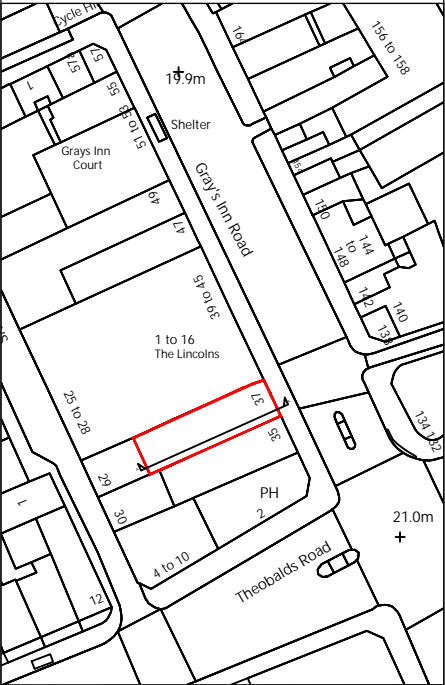 Cycle Hi
164
156 to 158
57
57a
19.9m
1
55
51 to 53
Shelter
Grays Inn
Court
Gray's Inn Road
49
150
47
144
to
148
39 to 45
142
140
138
1 to 16
The Lincolns
37
25 to 28
134 132
35
29
PH
1
2
30
21.0m
4 to 10
Theobalds Road
12